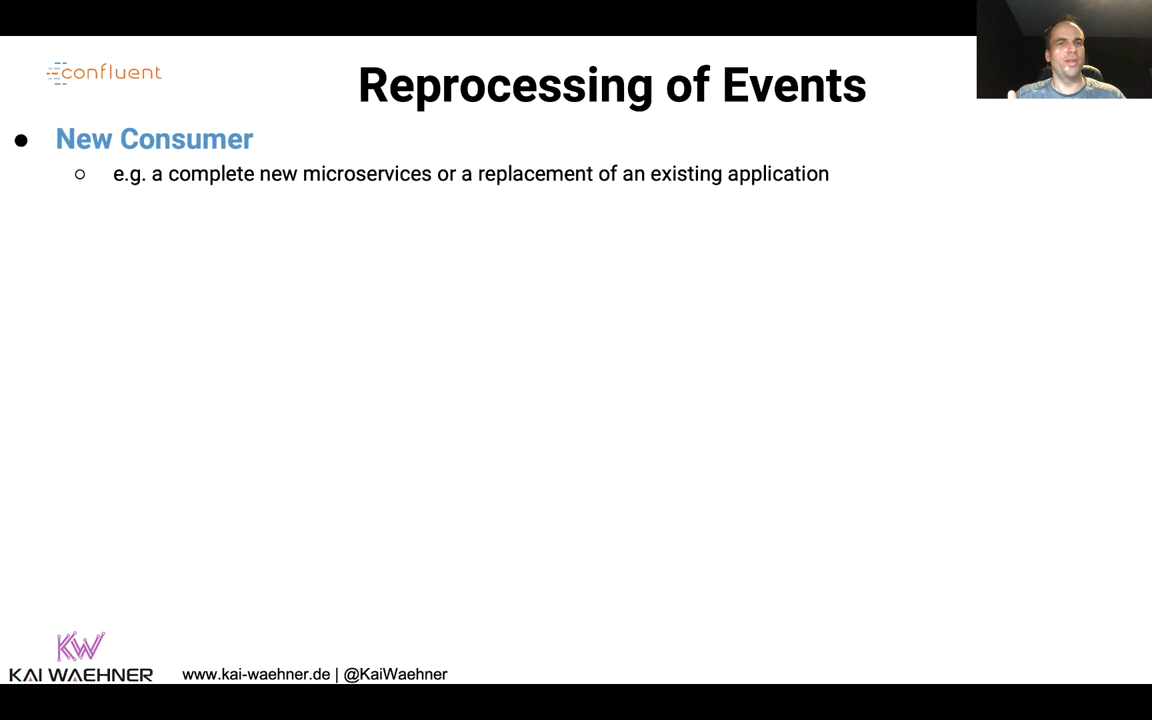 confluent
Reprocessing of Events
● New Consumer
○ e.g. a complete new microservices or a replacement of an existing application
KW
KAI WAEHNER
www.kai-waehner.de | @KaiWaehner